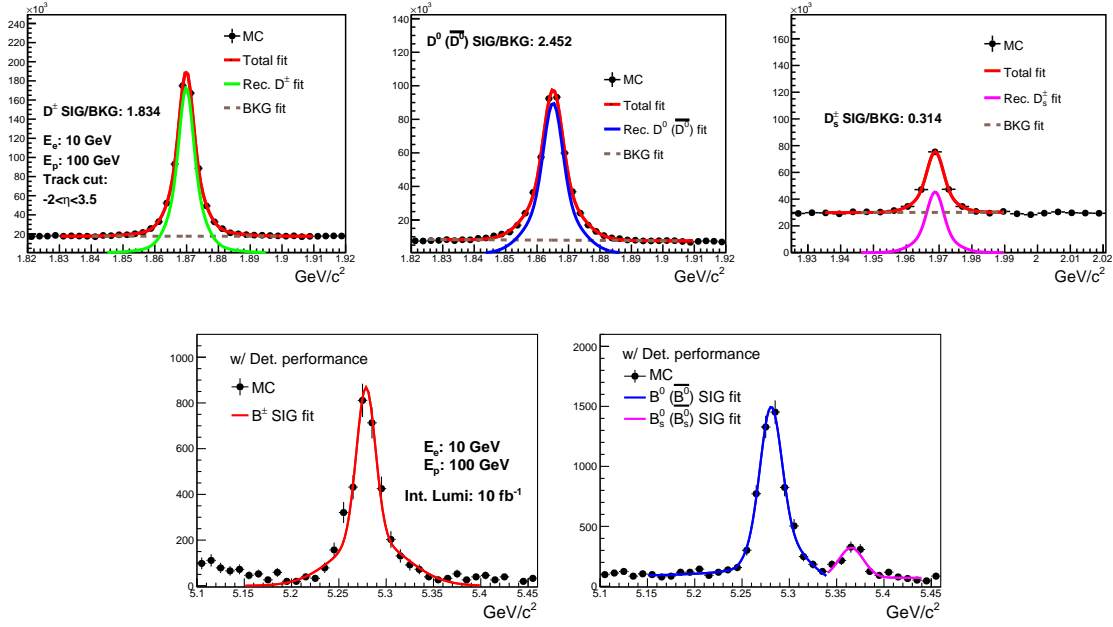 ×10³
240
220
200
180
160
140
120
100
80
60
40
20
MC
Total fit
Rec. D± fit
BKG fit
D± SIG/BKG: 1.834
Eₑ: 10 GeV
Eₚ: 100 GeV
Track cut:
-2<η<3.5
1.82 1.83 1.84 1.85 1.86 1.87 1.88 1.89 1.9 1.91 1.92
GeV/c²
×10³
140
120
100
80
60
40
20
0
D⁰ (D̅⁰) SIG/BKG: 2.452
MC
Total fit
Rec. D⁰ (D̅⁰) fit
BKG fit
1.82 1.83 1.84 1.85 1.86 1.87 1.88 1.89 1.9 1.91 1.92
GeV/c²
×10³
160
140
120
100
80
60
40
20
0
MC
Total fit
Rec. Dₛ± fit
BKG fit
Dₛ± SIG/BKG: 0.314
1.93 1.94 1.95 1.96 1.97 1.98 1.99 2 2.01 2.02
GeV/c²
1000
800
600
400
200
0
w/ Det. performance
MC
B± SIG fit
Eₑ: 10 GeV
Eₚ: 100 GeV
Int. Lumi: 10 fb⁻¹
5.1 5.15 5.2 5.25 5.3 5.35 5.4 5.45
GeV/c²
2000
1500
1000
500
0
w/ Det. performance
MC
B⁰ (B̅⁰) SIG fit
Bₛ⁰ (B̅ₛ⁰) SIG fit
5.1 5.15 5.2 5.25 5.3 5.35 5.4 5.45
GeV/c²